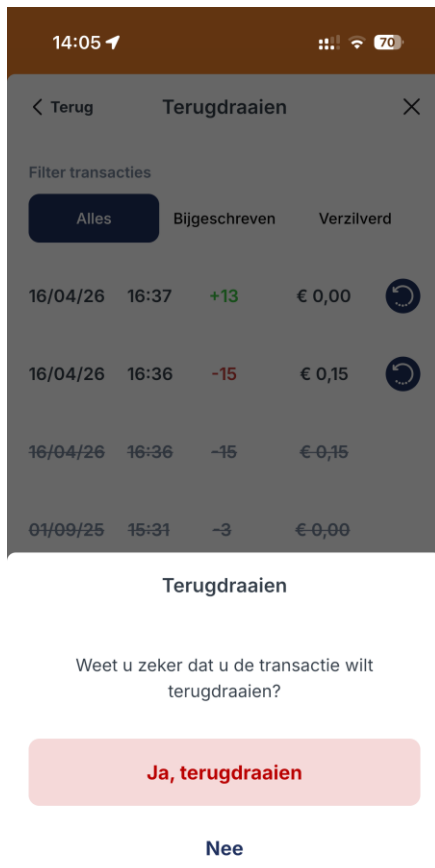 14:05
70
Terug Terugdraaien
Filter transacties
Alles Bijgeschreven Verzilverd
16/04/26 16:37 +13 € 0,00
16/04/26 16:36 -15 € 0,15
16/04/26 16:36 -15 € 0,15
01/09/25 15:31 -3 € 0,00
Terugdraaien
Weet u zeker dat u de transactie wilt
terugdraaien?
Ja, terugdraaien
Nee